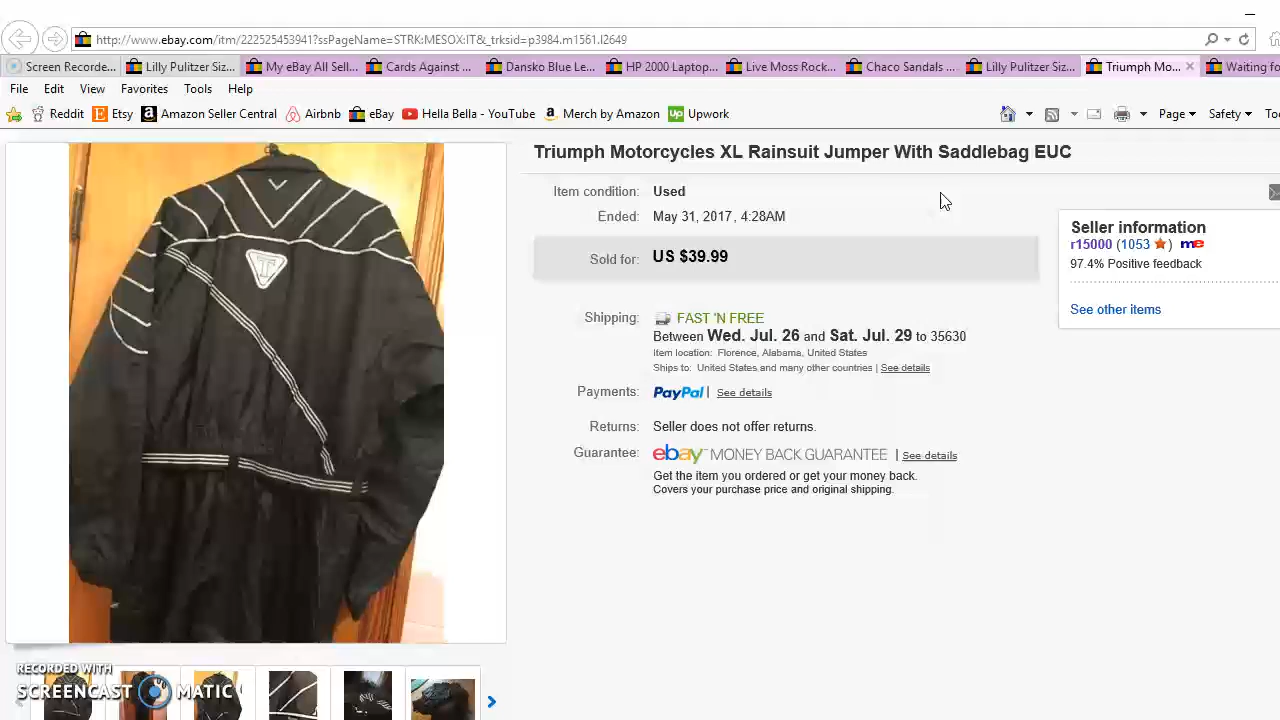 http://www.ebay.com/itm/222525453941?ssPageName=STRK:MESOX:IT&_trksid=p3984.m1561.l2649
Screen Recorde... Lilly Pulitzer Siz... My eBay All Sell... Cards Against ... Dansko Blue Le... HP 2000 Laptop... Live Moss Rock... Chaco Sandals ... Lilly Pulitzer Siz... Triumph Mo... Waiting fo
File Edit View Favorites Tools Help
Reddit Etsy Amazon Seller Central Airbnb eBay Hella Bella - YouTube Merch by Amazon Up Upwork Page Safety Too
Triumph Motorcycles XL Rainsuit Jumper With Saddlebag EUC
Item condition: Used
Ended: May 31, 2017, 4:28AM
Sold for: US $39.99
Seller information
r15000 (1053 ) me
97.4% Positive feedback
See other items
Shipping: FAST 'N FREE
Between Wed. Jul. 26 and Sat. Jul. 29 to 35630
Item location: Florence, Alabama, United States
Ships to: United States and many other countries | See details
Payments: PayPal | See details
Returns: Seller does not offer returns.
Guarantee: ebay MONEY BACK GUARANTEE | See details
Get the item you ordered or get your money back.
Covers your purchase price and original shipping.
T
RECORDED WITH
SCREENCAST MATIC